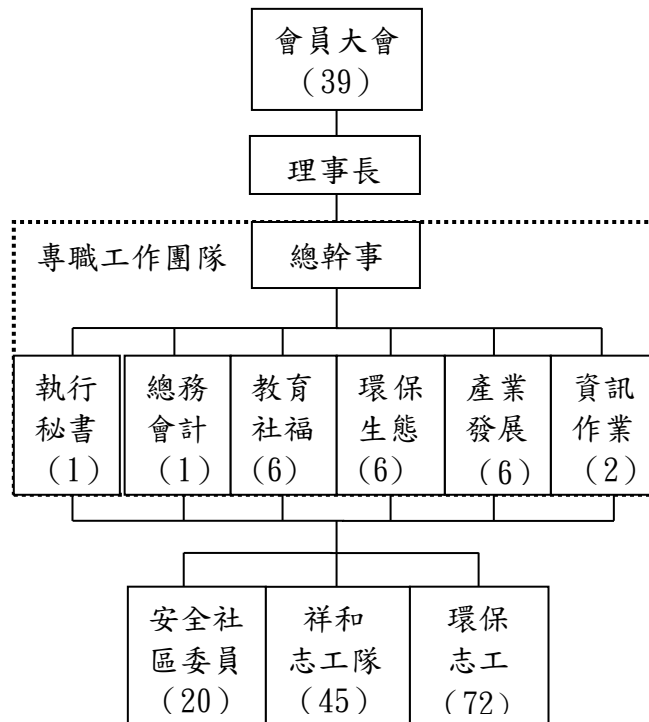 會員大會
(39)
理事長
專職工作團隊
總幹事
執行
秘書
(1)
總務
會計
(1)
教育
社福
(6)
環保
生態
(6)
產業
發展
(6)
資訊
作業
(2)
安全社
區委員
(20)
祥和
志工隊
(45)
環保
志工
(72)